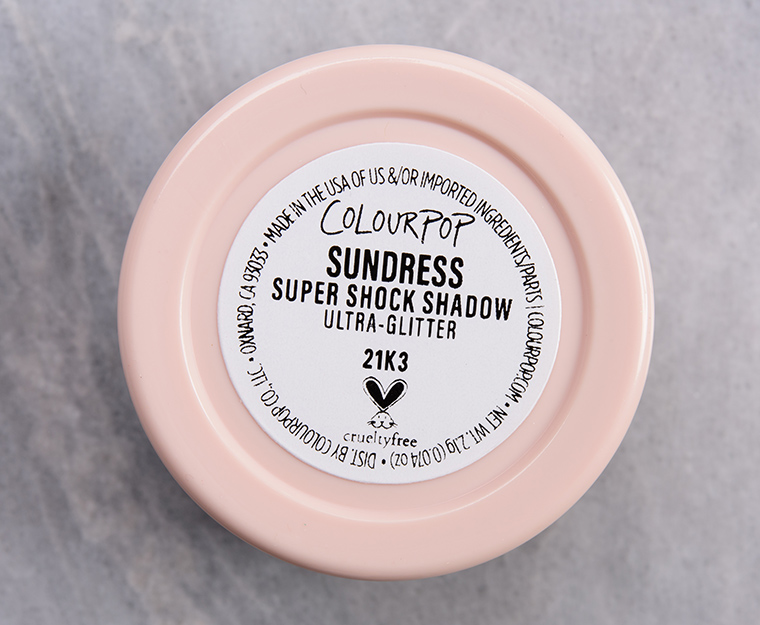 COLOURPOP
SUNDRESS
SUPER SHOCK SHADOW
ULTRA-GLITTER
21K3
crueltyfree
DIST. BY COLOURPOP CO., LLC. • OXNARD, CA 93033 • MADE IN THE USA OF US &/OR IMPORTED INGREDIENTS/PARTS | COLOURPOP.COM • NET WT. 2.1g (0.074 oz) •